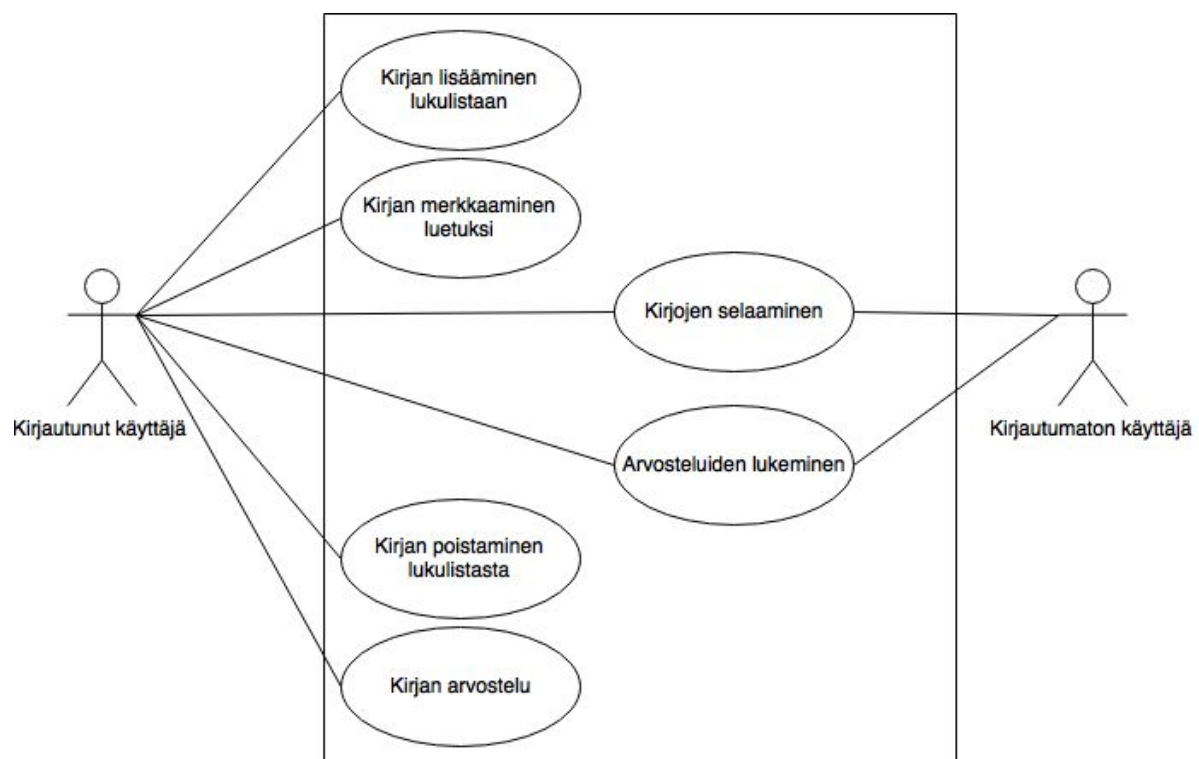 Kirjan lisääminen
lukulistaan
Kirjan merkkaaminen
luetuksi
Kirjojen selaaminen
Kirjautunut käyttäjä
Kirjautumaton käyttäjä
Arvosteluiden lukeminen
Kirjan poistaminen
lukulistasta
Kirjan arvostelu